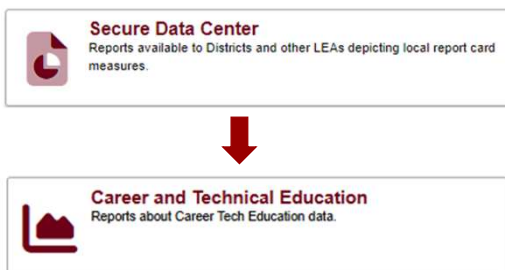 Secure Data Center
Reports available to Districts and other LEAs depicting local report card
measures.
Career and Technical Education
Reports about Career Tech Education data.